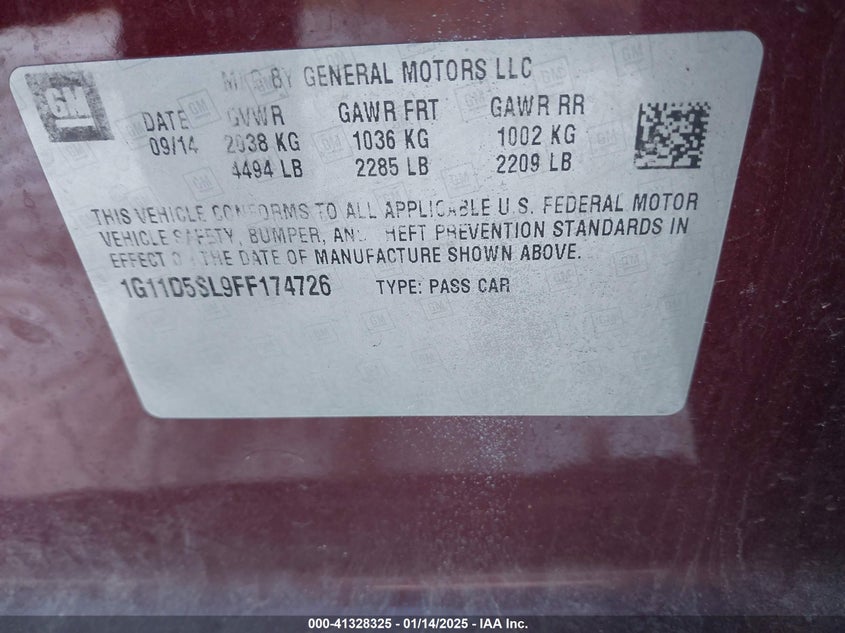 GM
MFG BY GENERAL MOTORS LLC
DATE GVWR GAWR FRT GAWR RR
09/14 2038 KG 1036 KG 1002 KG
4494 LB 2285 LB 2209 LB
THIS VEHICLE CONFORMS TO ALL APPLICABLE U.S. FEDERAL MOTOR
VEHICLE SAFETY, BUMPER, AND THEFT PREVENTION STANDARDS IN
EFFECT ON THE DATE OF MANUFACTURE SHOWN ABOVE.
1G11D5SL9FF174726 TYPE: PASS CAR
000-41328325 - 01/14/2025 - IAA Inc.